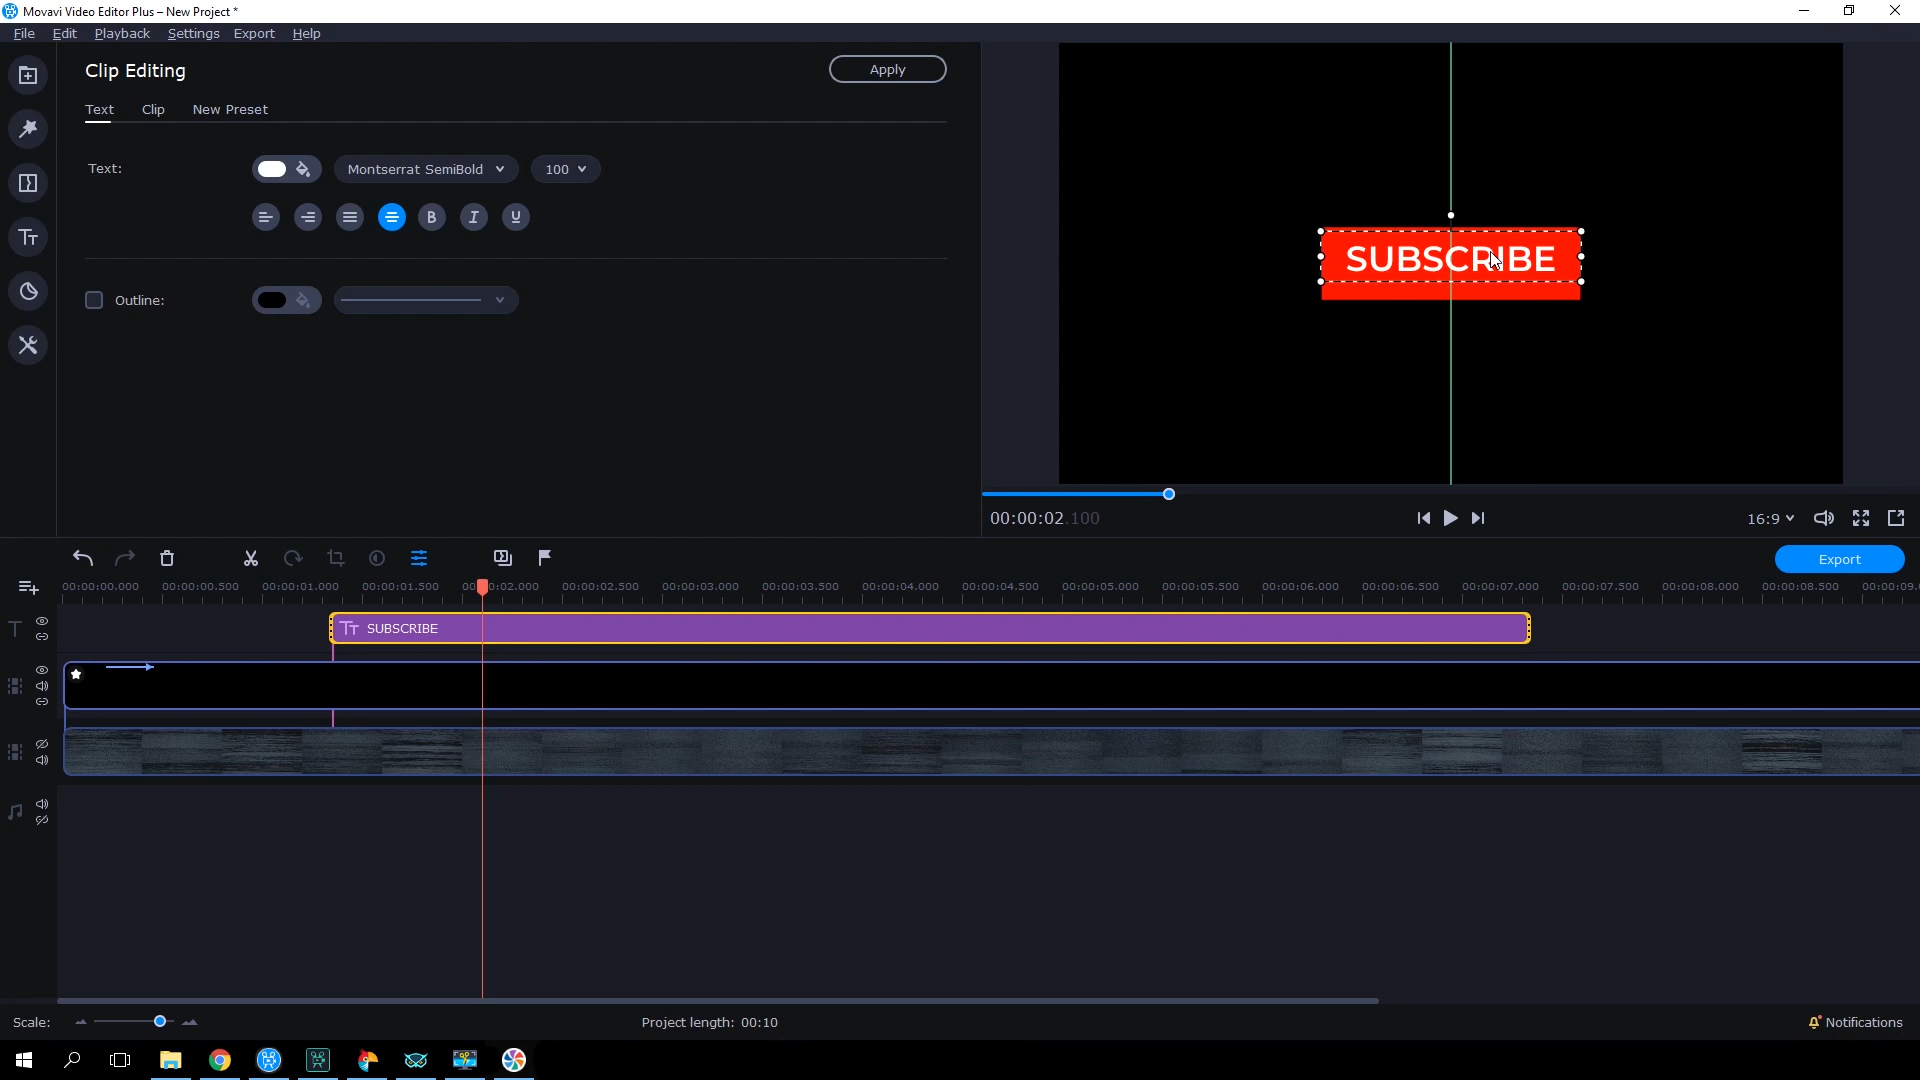 Movavi Video Editor Plus – New Project *
File Edit Playback Settings Export Help
Clip Editing
Apply
Text Clip New Preset
Text:
Montserrat SemiBold
100
B I U
Outline:
SUBSCRIBE
00:00:02.100
16:9
Export
00:00:00.000 00:00:00.500 00:00:01.000 00:00:01.500 00:00:02.000 00:00:02.500 00:00:03.000 00:00:03.500 00:00:04.000 00:00:04.500 00:00:05.000 00:00:05.500 00:00:06.000 00:00:06.500 00:00:07.000 00:00:07.500 00:00:08.000 00:00:08.500 00:00:09.
SUBSCRIBE
Scale:
Project length: 00:10
Notifications